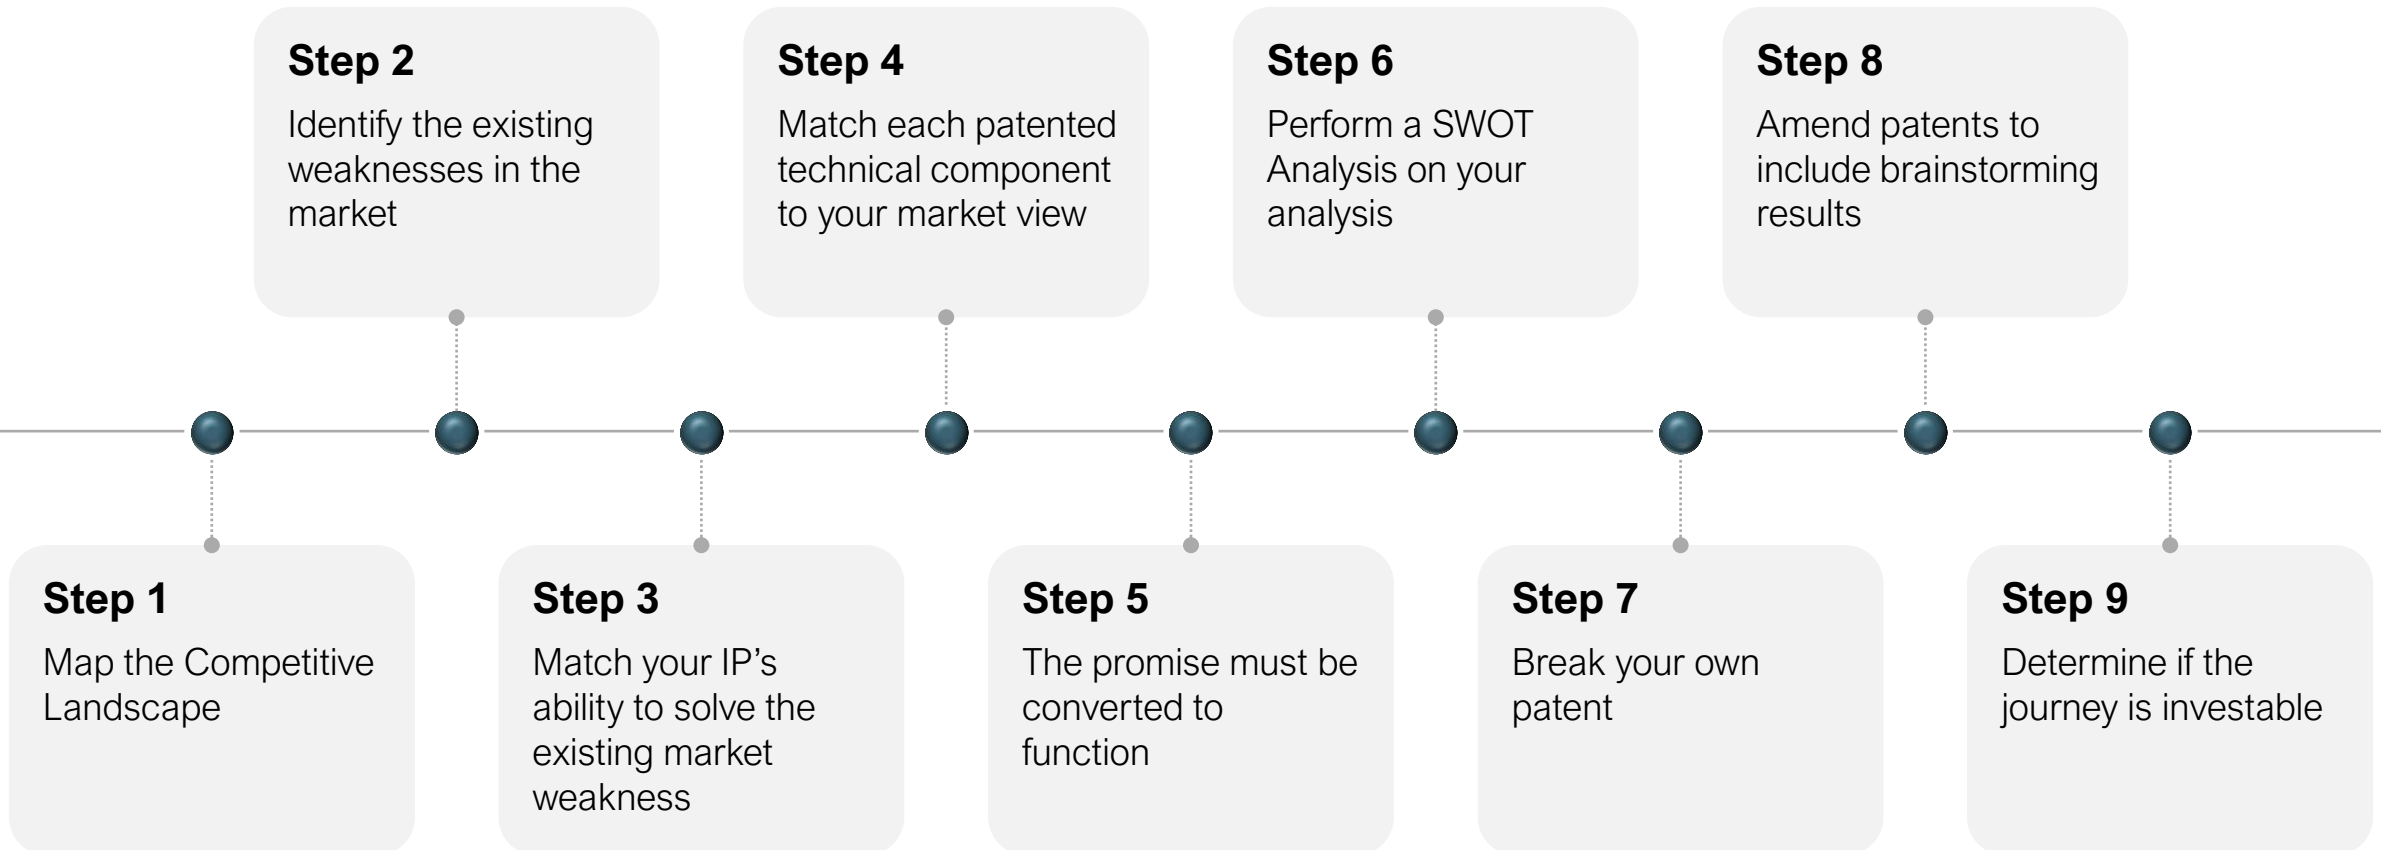 Step 2
Identify the existing
weaknesses in the
market
Step 4
Match each patented
technical component
to your market view
Step 6
Perform a SWOT
Analysis on your
analysis
Step 8
Amend patents to
include brainstorming
results
Step 1
Map the Competitive
Landscape
Step 3
Match your IP’s
ability to solve the
existing market
weakness
Step 5
The promise must be
converted to
function
Step 7
Break your own
patent
Step 9
Determine if the
journey is investable